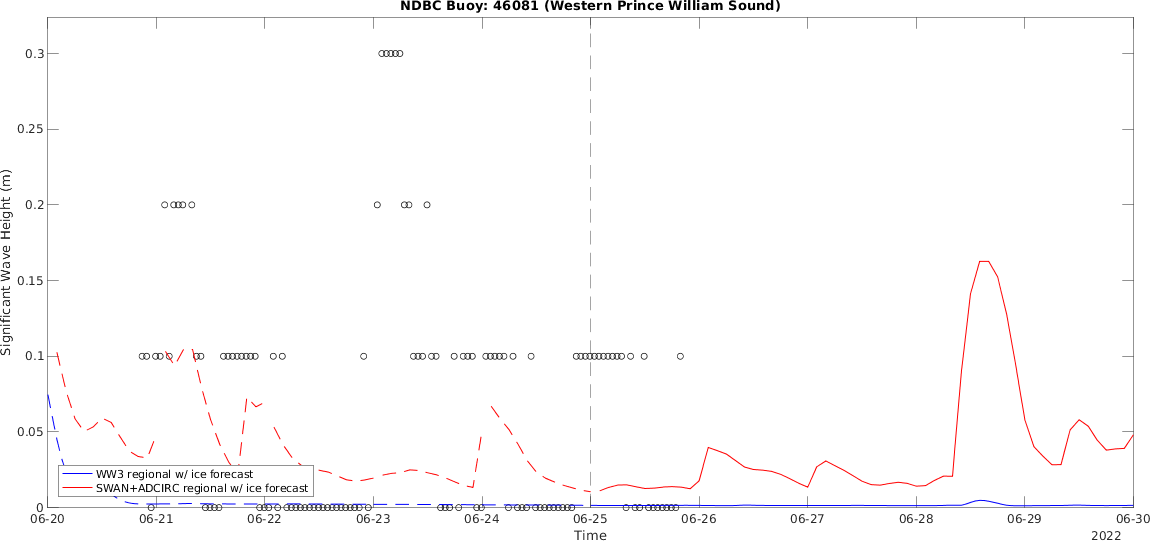 NDBC Buoy: 46081 (Western Prince William Sound)
Significant Wave Height (m)
0.3
0.25
0.2
0.15
0.1
0.05
0
WW3 regional w/ ice forecast
SWAN+ADCIRC regional w/ ice forecast
06-20 06-21 06-22 06-23 06-24 06-25 06-26 06-27 06-28 06-29 06-30
Time
2022